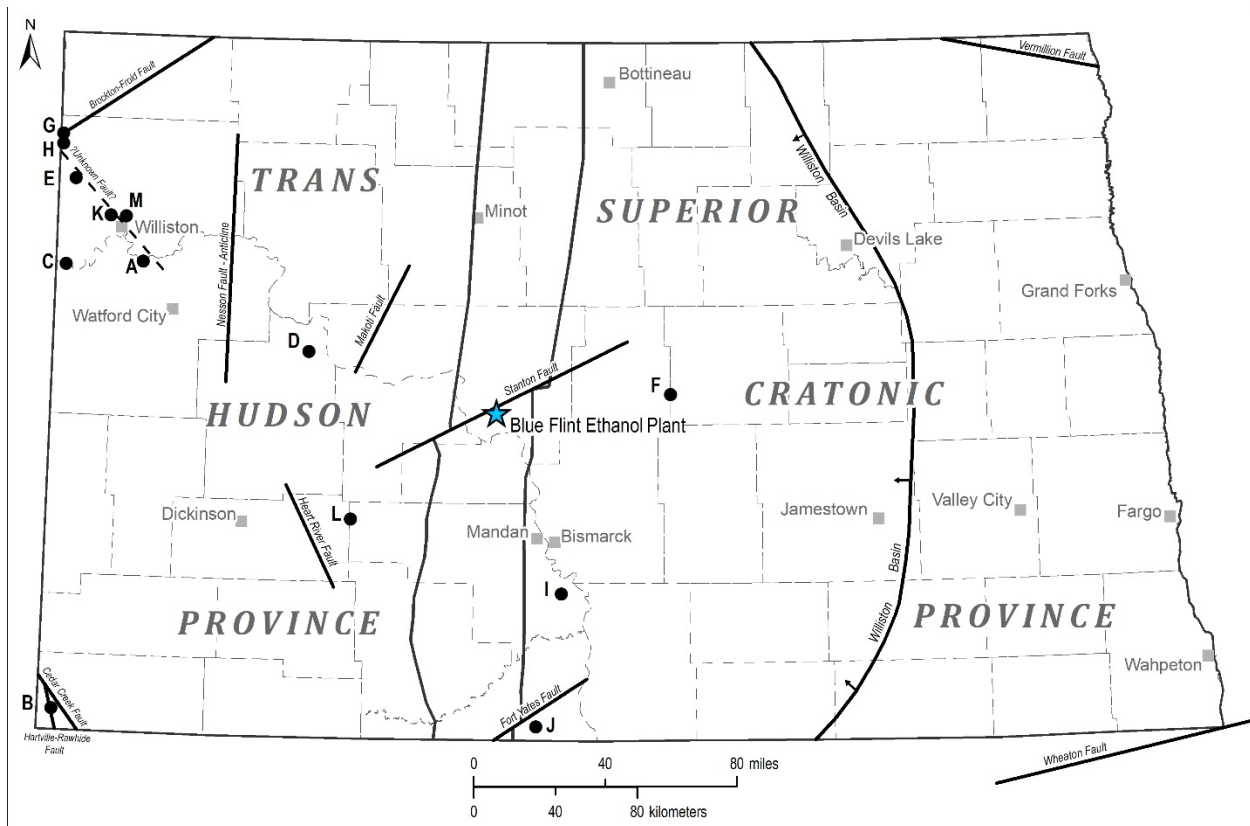 N
Vermillion Fault
Brockton-Froid Fault
Bottineau
G
H
?Unknown Fault?
Williston
Basin
E
TRANS
SUPERIOR
K
M
Minot
Williston
Devils Lake
C
A
Nesson Fault - Anticline
Makoti Fault
Grand Forks
Watford City
D
Stanton Fault
F
CRATONIC
HUDSON
Blue Flint Ethanol Plant
Dickinson
L
Heart River Fault
Jamestown
Valley City
Fargo
Mandan
Bismarck
Basin
Williston
I
PROVINCE
PROVINCE
Wahpeton
Cedar Creek Fault
B
Fort Yates Fault
J
Hartville-Rawhide
Fault
Wheaton Fault
0 40 80 miles
0 40 80 kilometers